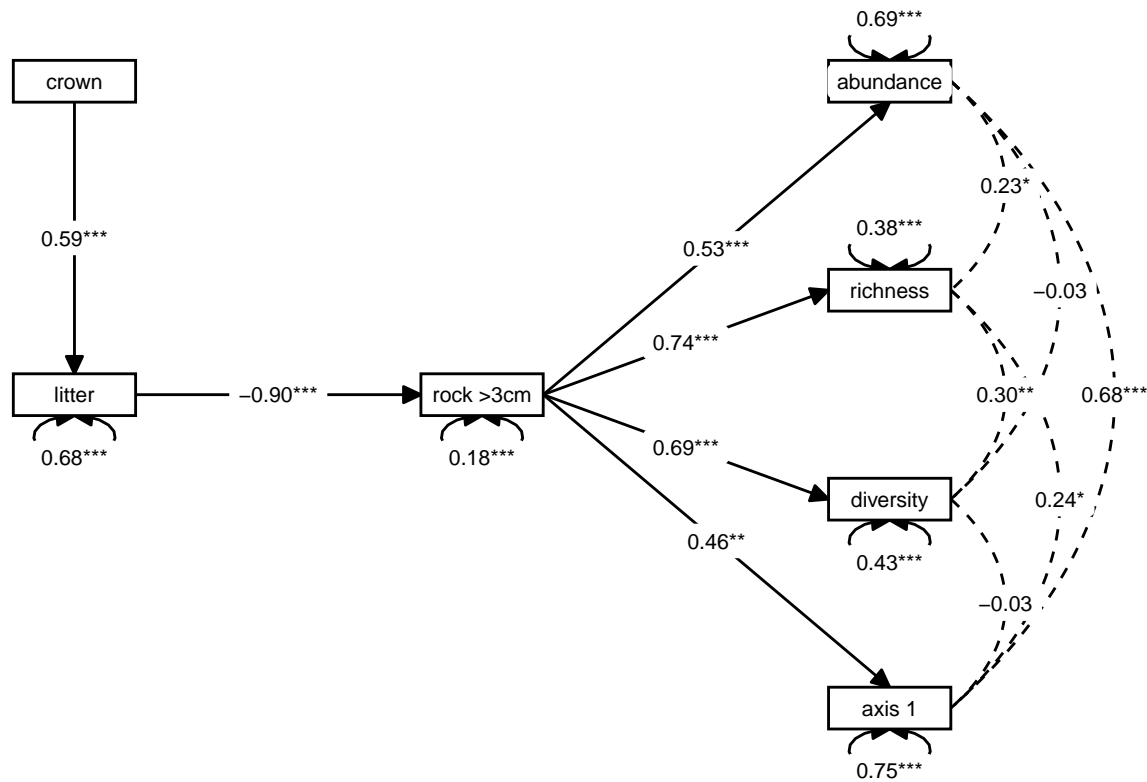 0.69***
crown
abundance
0.23*
0.59***
0.38***
0.53***
richness
−0.03
0.74***
litter
−0.90***
rock >3cm
0.30**
0.68***
0.69***
0.68***
0.18***
diversity
0.24*
0.46**
0.43***
−0.03
axis 1
0.75***